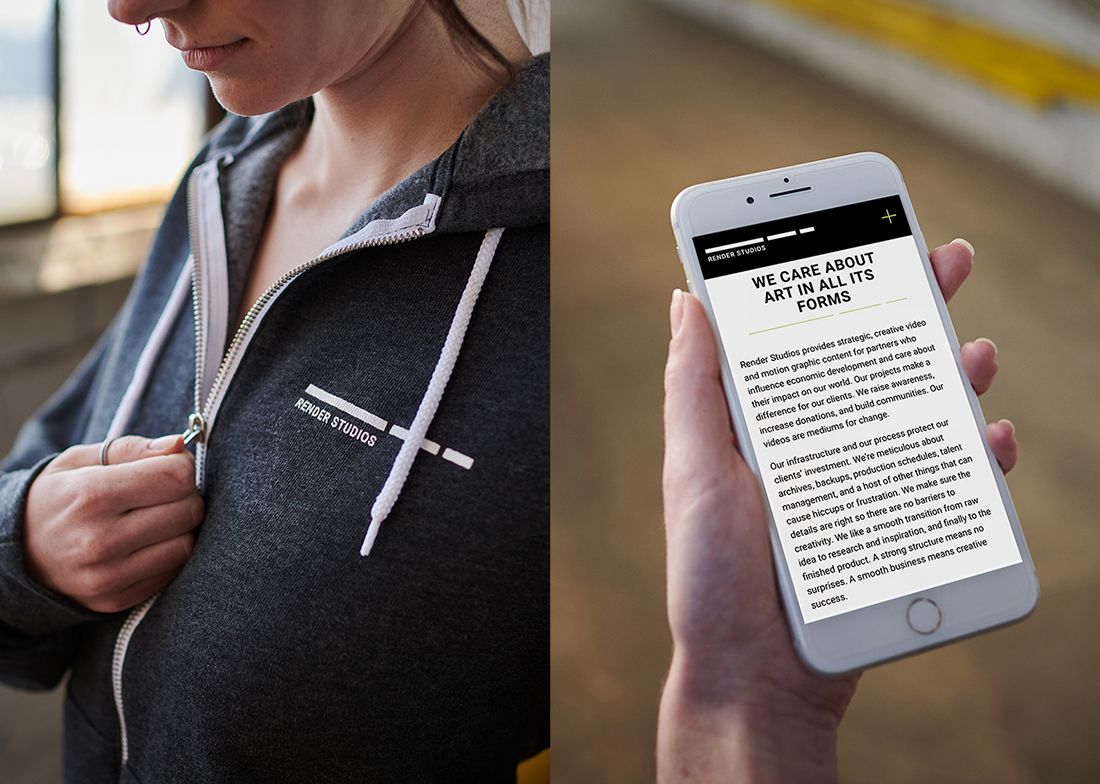 RENDER STUDIOS
RENDER STUDIOS
WE CARE ABOUT
ART IN ALL ITS
FORMS
Render Studios provides strategic, creative video
and motion graphic content for partners who
influence economic development and care about
their impact on our world. Our projects make a
difference for our clients. We raise awareness,
increase donations, and build communities. Our
videos are mediums for change.
Our infrastructure and our process protect our
clients' investment. We're meticulous about
archives, backups, production schedules, talent
management, and a host of other things that can
cause hiccups or frustration. We make sure the
details are right so there are no barriers to
creativity. We like a smooth transition from raw
idea to research and inspiration, and finally to the
finished product. A strong structure means no
surprises. A smooth business means creative
success.